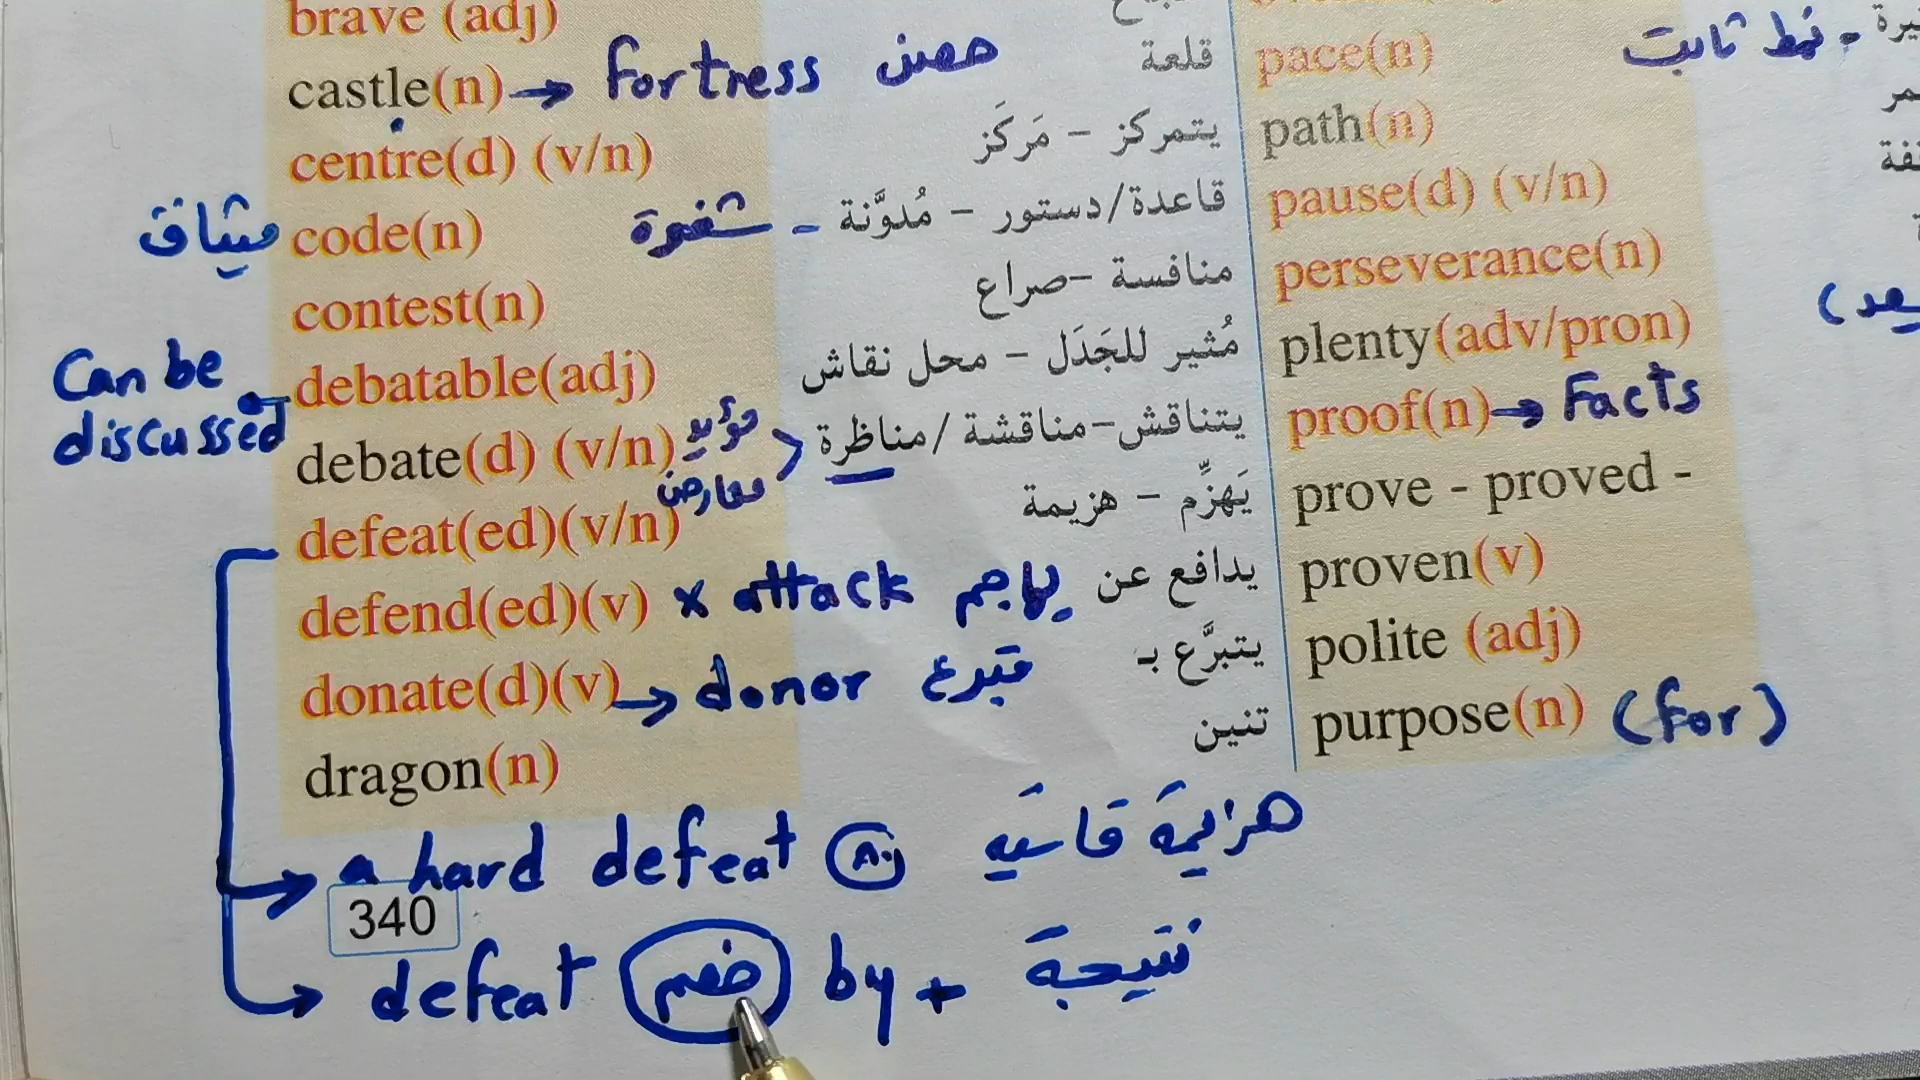 brave (adj)
castle(n) → fortress حصن قلعة
centre(d) (v/n) يتمركز – مَركَز
ميثاق code(n) شفرة - قاعدة/دستور – مُدوَّنة
contest(n) منافسة –صراع
Can be discussed debatable(adj) مُثير للجَدَل – محل نقاش
debate(d) (v/n) مؤيد معارض يتناقش–مناقشة /مناظرة
defeat(ed)(v/n) يَهزِّم – هزيمة
defend(ed)(v) x attack يهاجم يدافع عن
donate(d)(v) → donor متبرع يتبرَّع بـ
dragon(n) تنين
→ a hard defeat (n) هزيمة قاسية
340
→ defeat خصم by + نتيجة
pace(n) - نمط ثابت
path(n)
pause(d) (v/n)
perseverance(n)
plenty(adv/pron)
proof(n) → Facts
prove - proved -
proven(v)
polite (adj)
purpose(n) (for)